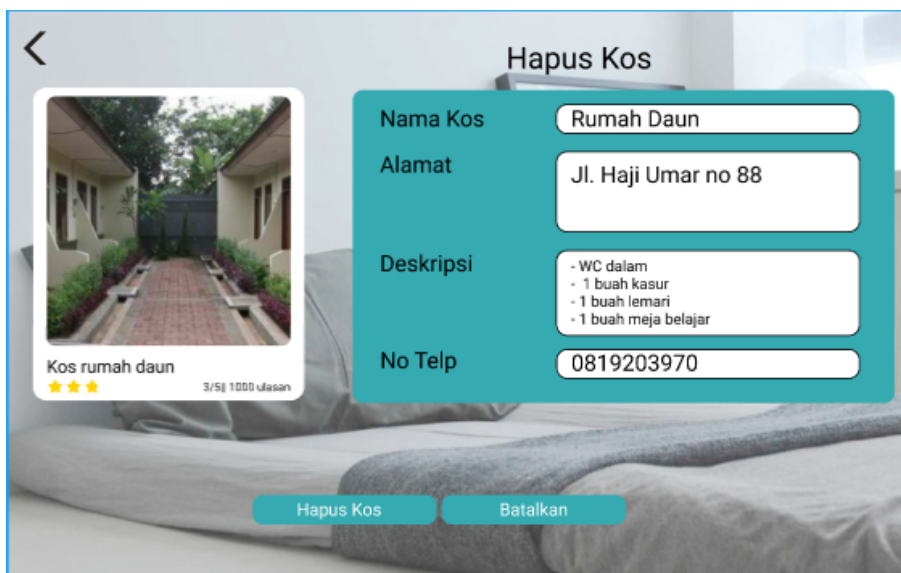 Hapus Kos
Nama Kos
Rumah Daun
Alamat
Jl. Haji Umar no 88
Deskripsi
- WC dalam
- 1 buah kasur
- 1 buah lemari
- 1 buah meja belajar
No Telp
0819203970
Kos rumah daun
3/5|| 1000 ulasan
Hapus Kos
Batalkan